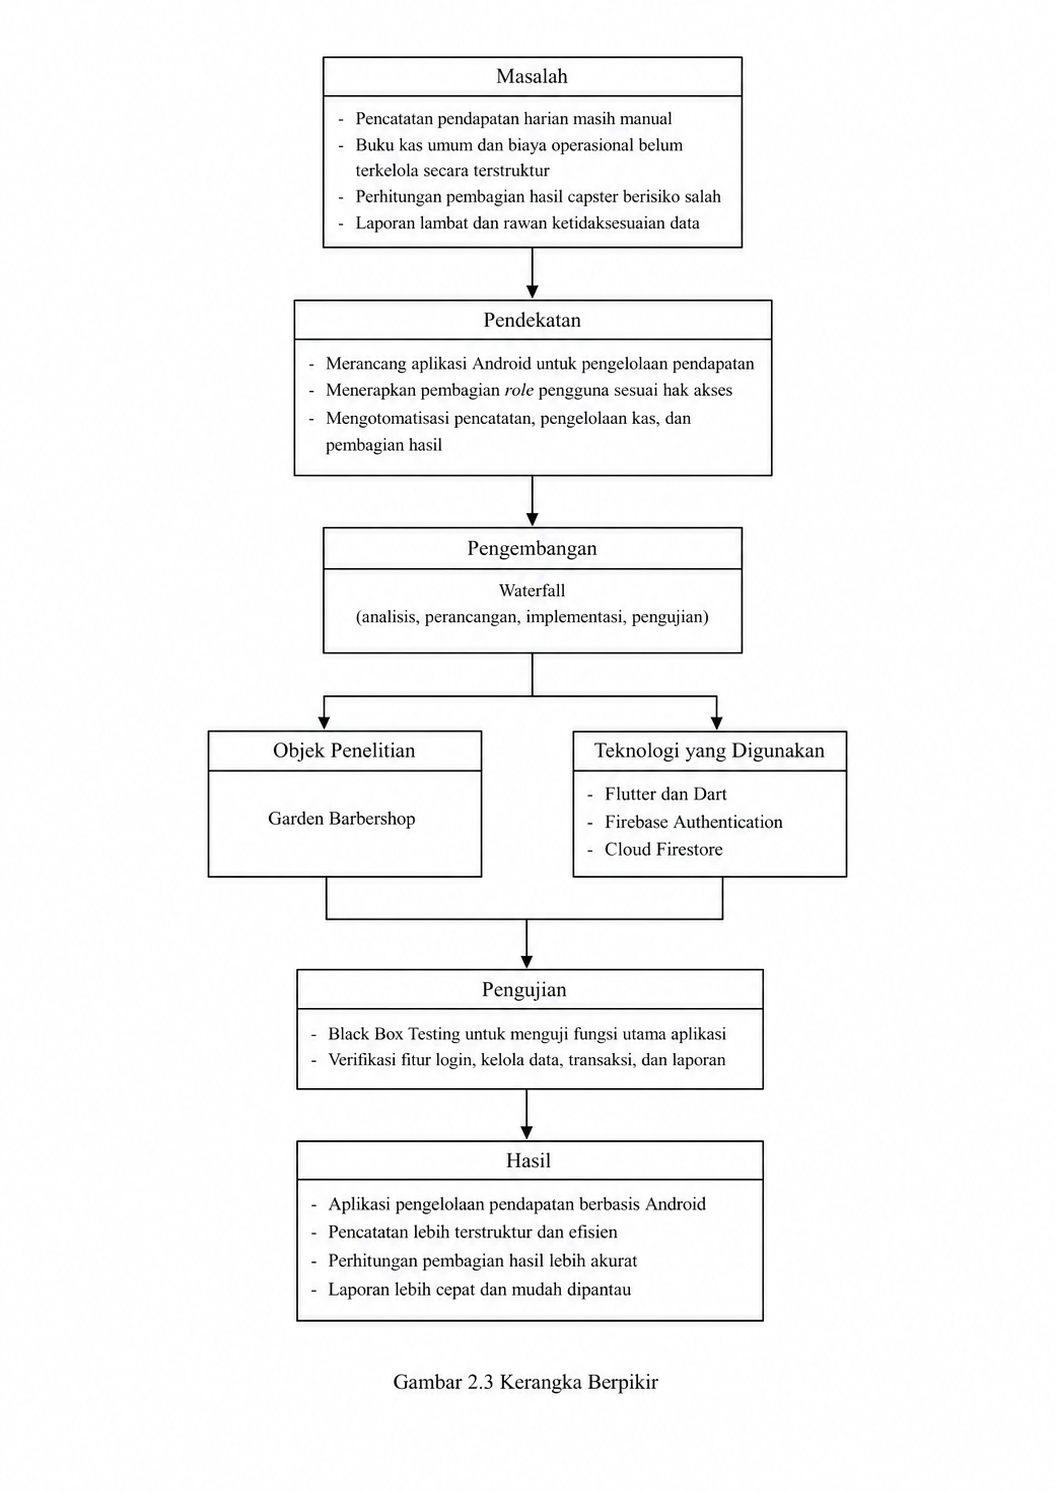 Masalah
- Pencatatan pendapatan harian masih manual
- Buku kas umum dan biaya operasional belum
terkelola secara terstruktur
- Perhitungan pembagian hasil capster berisiko salah
- Laporan lambat dan rawan ketidaksesuaian data
Pendekatan
- Merancang aplikasi Android untuk pengelolaan pendapatan
- Menerapkan pembagian role pengguna sesuai hak akses
- Mengotomatisasi pencatatan, pengelolaan kas, dan
pembagian hasil
Pengembangan
Waterfall
(analisis, perancangan, implementasi, pengujian)
Objek Penelitian
Garden Barbershop
Teknologi yang Digunakan
- Flutter dan Dart
- Firebase Authentication
- Cloud Firestore
Pengujian
- Black Box Testing untuk menguji fungsi utama aplikasi
- Verifikasi fitur login, kelola data, transaksi, dan laporan
Hasil
- Aplikasi pengelolaan pendapatan berbasis Android
- Pencatatan lebih terstruktur dan efisien
- Perhitungan pembagian hasil lebih akurat
- Laporan lebih cepat dan mudah dipantau
Gambar 2.3 Kerangka Berpikir